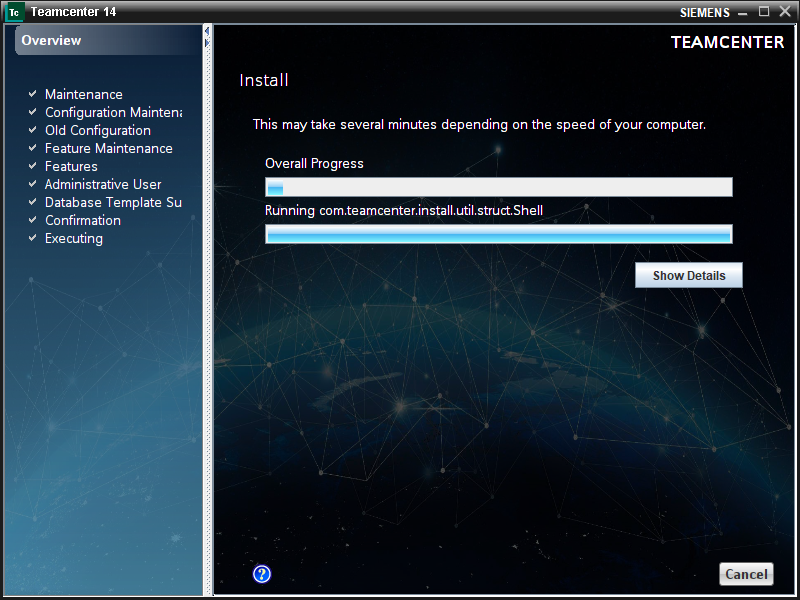 Tc Teamcenter 14
SIEMENS
Overview
TEAMCENTER
Maintenance
Configuration Maintena
Old Configuration
Feature Maintenance
Features
Administrative User
Database Template Su
Confirmation
Executing
Install
This may take several minutes depending on the speed of your computer.
Overall Progress
Running com.teamcenter.install.util.struct.Shell
Show Details
?
Cancel